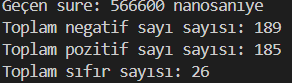 Geçen süre: 566600 nanosaniye
Toplam negatif sayı sayısı: 189
Toplam pozitif sayı sayısı: 185
Toplam sıfır sayısı: 26